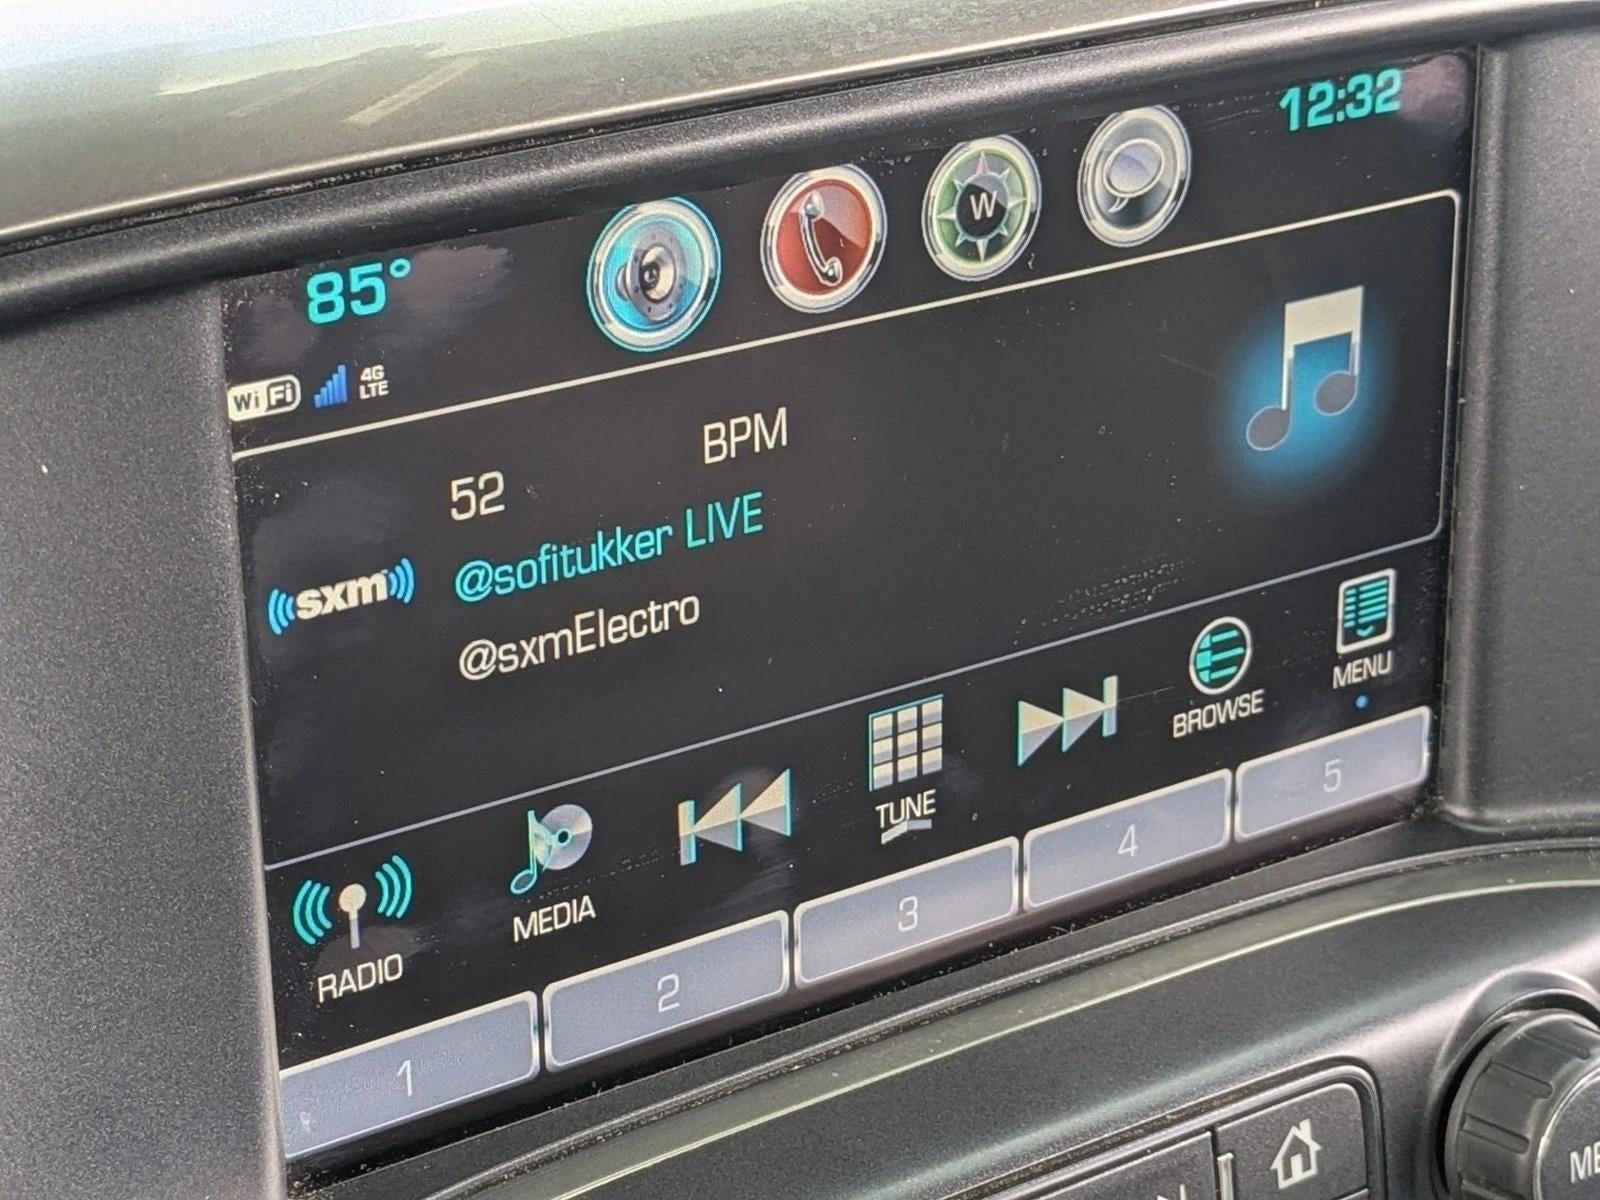 12:32
85°
W
WiFi
4G
LTE
BPM
52
@sofitukker LIVE
((sxm))
@sxmElectro
RADIO
MEDIA
TUNE
BROWSE
MENU
1
2
3
4
5